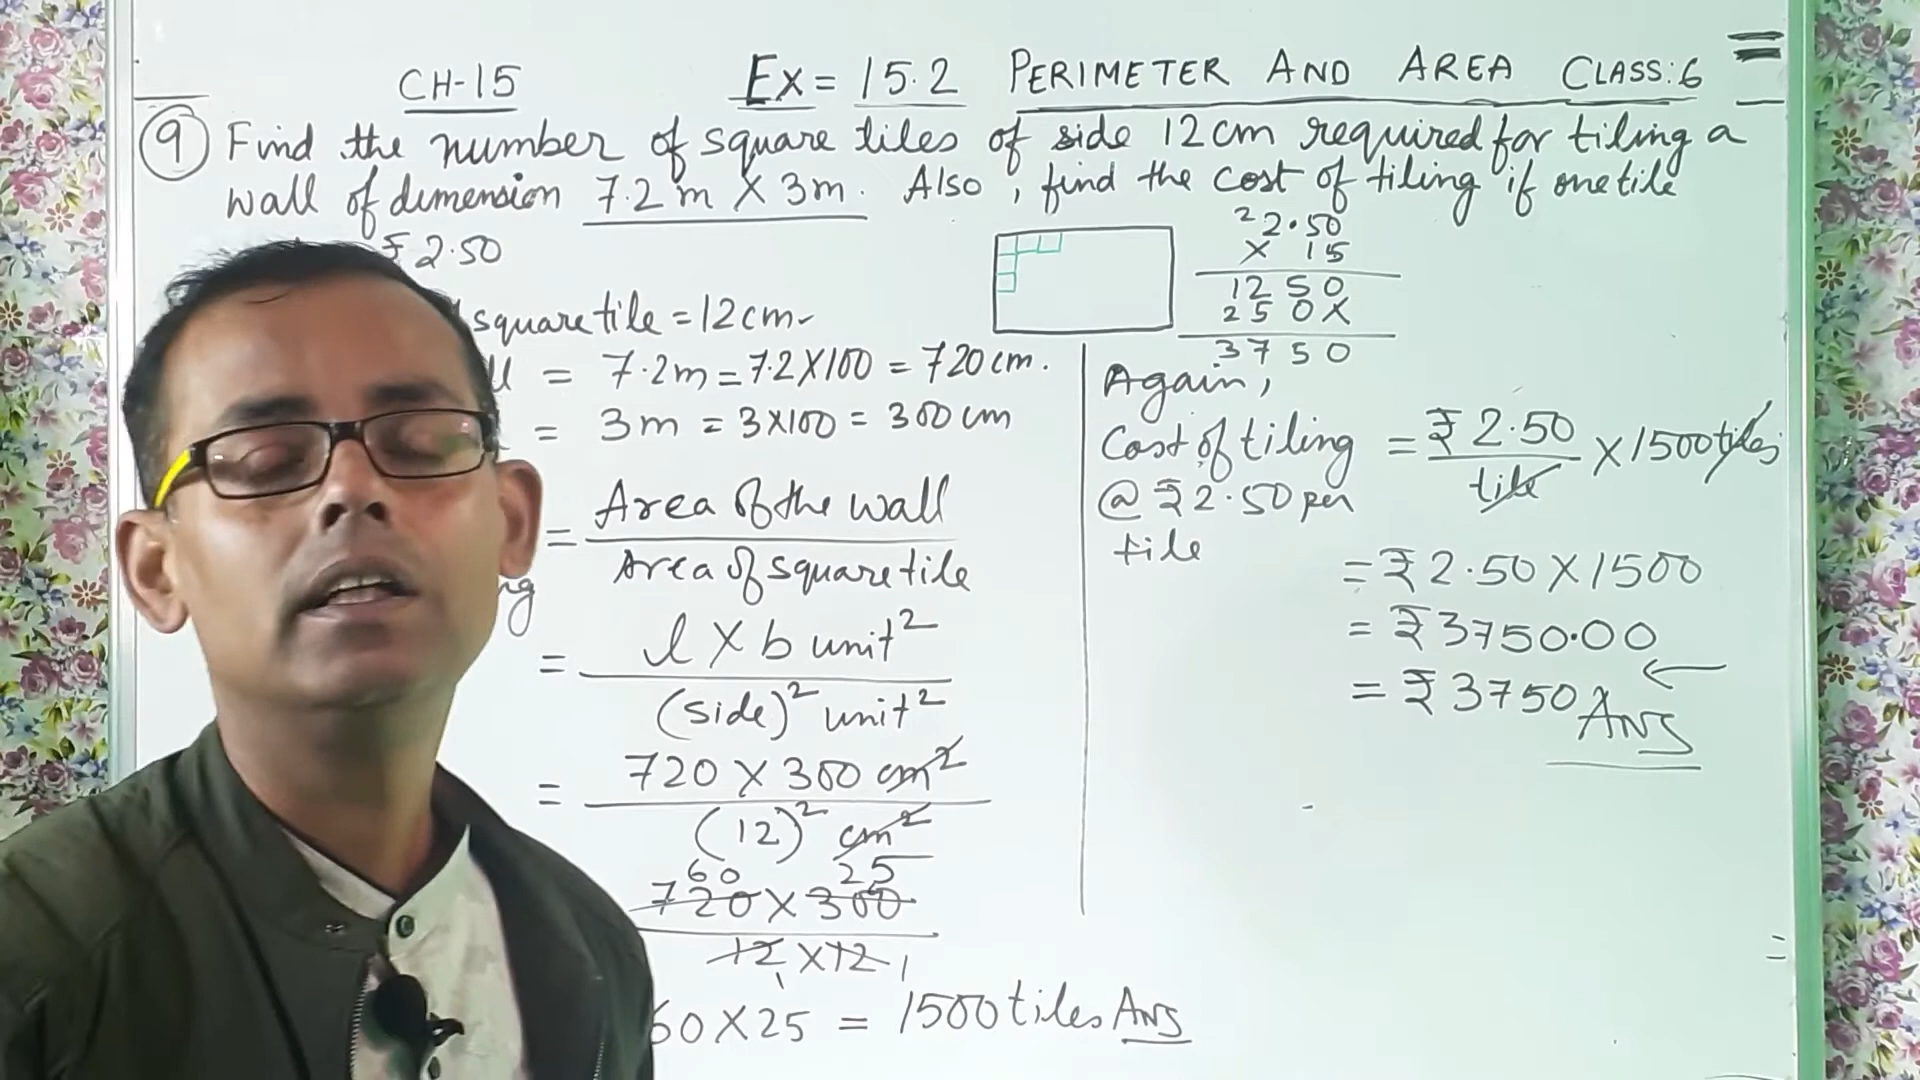 CH-15 Ex = 15.2 PERIMETER AND AREA CLASS:6
9 Find the number of square tiles of side 12 cm required for tiling a
wall of dimension 7.2 m X 3m. Also, find the cost of tiling if one tile
₹ 2.50
square tile = 12 cm
= 7.2 m = 7.2 X 100 = 720 cm.
= 3 m = 3X100 = 300 cm
= Area of the wall
Area of square tile
= l X b unit²
(side)² unit²
= 720 X 300 cm²
(12)² cm²
60 25
720 X 300
12 X 12
1 1
60 X 25 = 1500 tiles Ans
2
2.50
X 15
1250
250X
3750
Again,
Cost of tiling = ₹ 2.50 X 1500 tiles
tile
@ ₹ 2.50 per
tile
= ₹ 2.50 X 1500
= ₹ 3750.00
= ₹ 3750 Ans